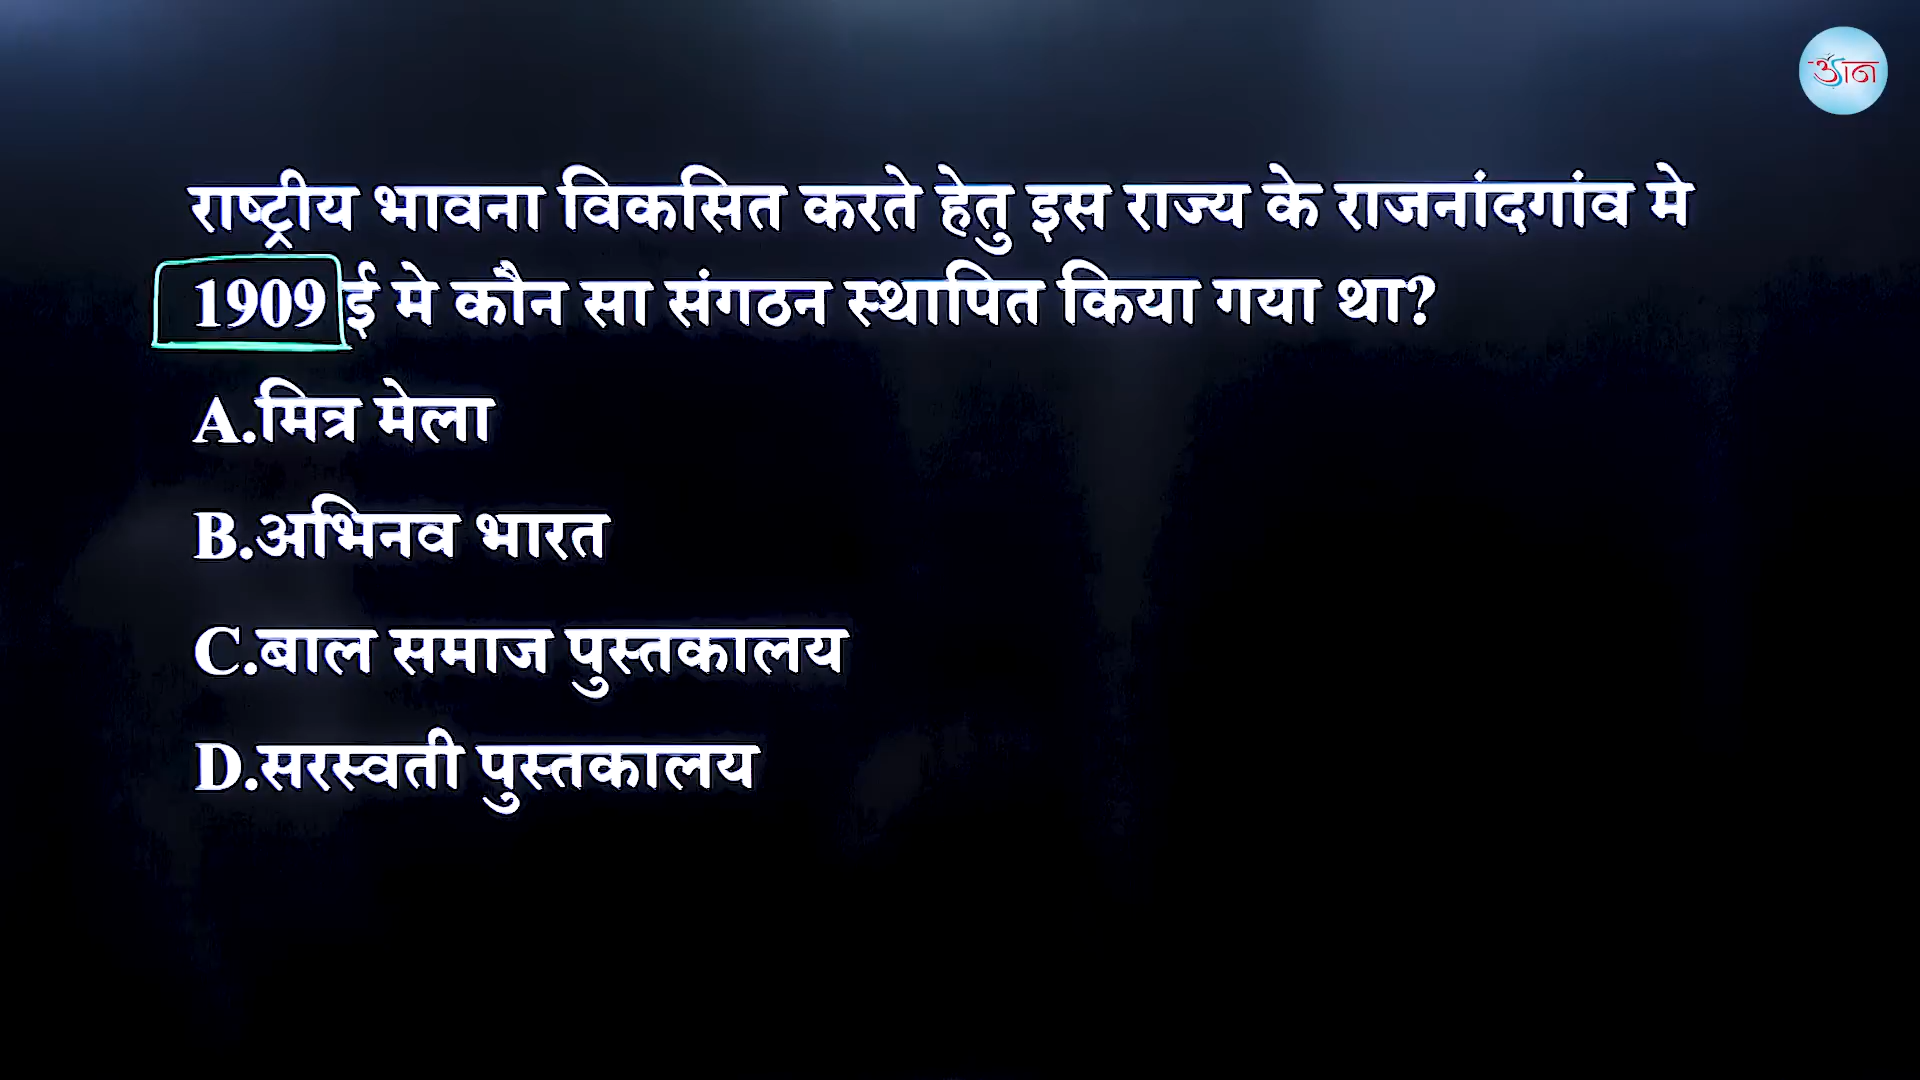 उड़ान
राष्ट्रीय भावना विकसित करते हेतु इस राज्य के राजनांदगांव मे
1909 ई मे कौन सा संगठन स्थापित किया गया था?
A.मित्र मेला
B.अभिनव भारत
C.बाल समाज पुस्तकालय
D.सरस्वती पुस्तकालय